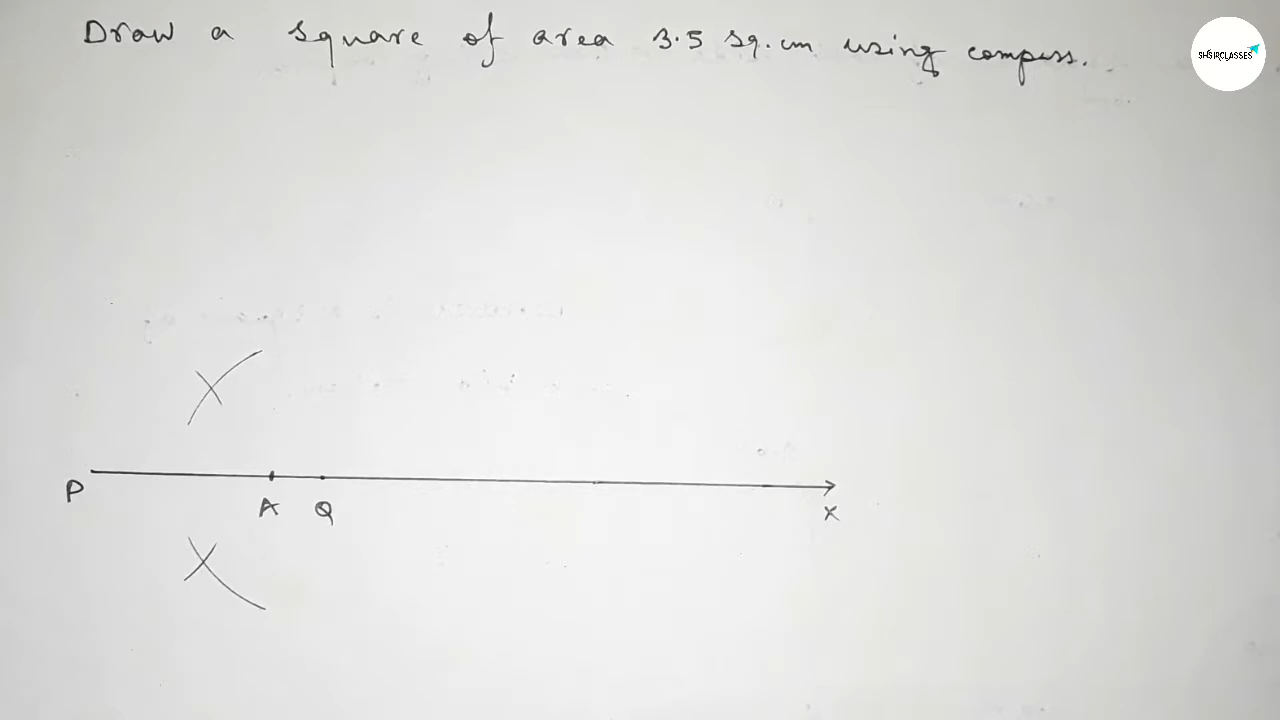 Draw a square of area 3.5 sq. cm using compass.
SHSIRCLASSES
P
A Q
X